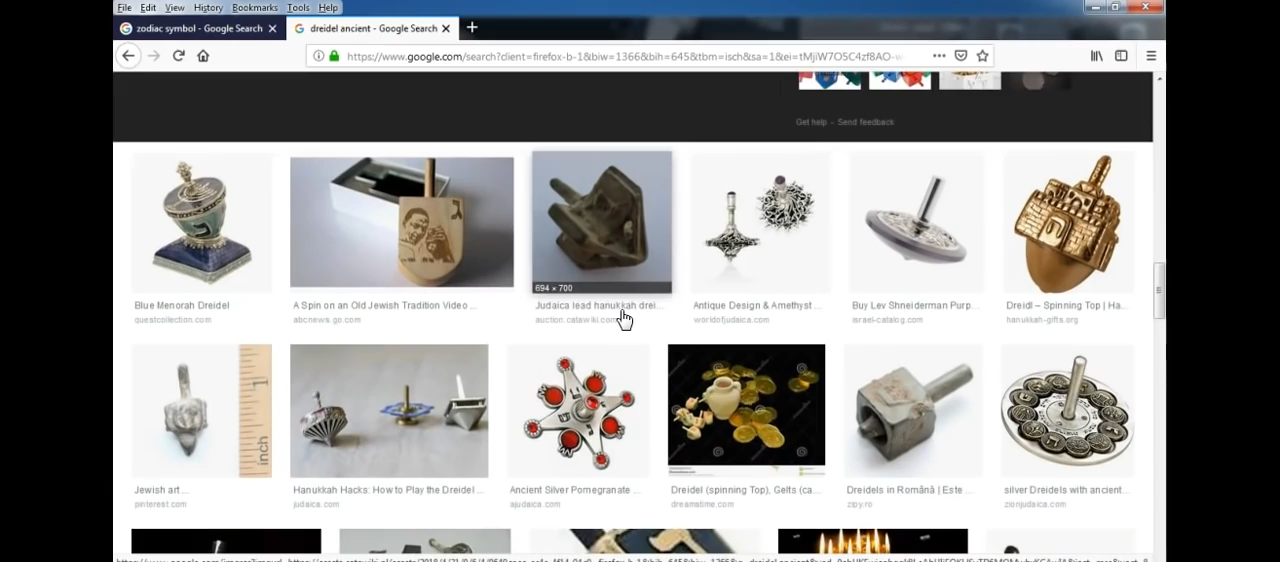 File Edit View History Bookmarks Tools Help
zodiac symbol - Google Search
dreidel ancient - Google Search
https://www.google.com/search?client=firefox-b-1&biw=1366&bih=645&tbm=isch&sa=1&ei=tMjiW7O5C4zf8AO-w
Get help - Send feedback
694 × 700
Blue Menorah Dreidel
A Spin on an Old Jewish Tradition Video ...
Judaica lead hanukkah drei...
Antique Design & Amethyst ...
Buy Lev Shneiderman Purp...
Dreidl – Spinning Top | Ha...
questcollection.com
abcnews.go.com
auction.catawiki.com
worldofjudaica.com
israel-catalog.com
hanukkah-gifts.org
1
inch
Jewish art ...
Hanukkah Hacks: How to Play the Dreidel ...
Ancient Silver Pomegranate ...
Dreidel (spinning Top), Gelts (ca...
Dreidels in Română | Este ...
silver Dreidels with ancient...
pinterest.com
judaica.com
ajudaica.com
dreamstime.com
zipy.ro
zionjudaica.com